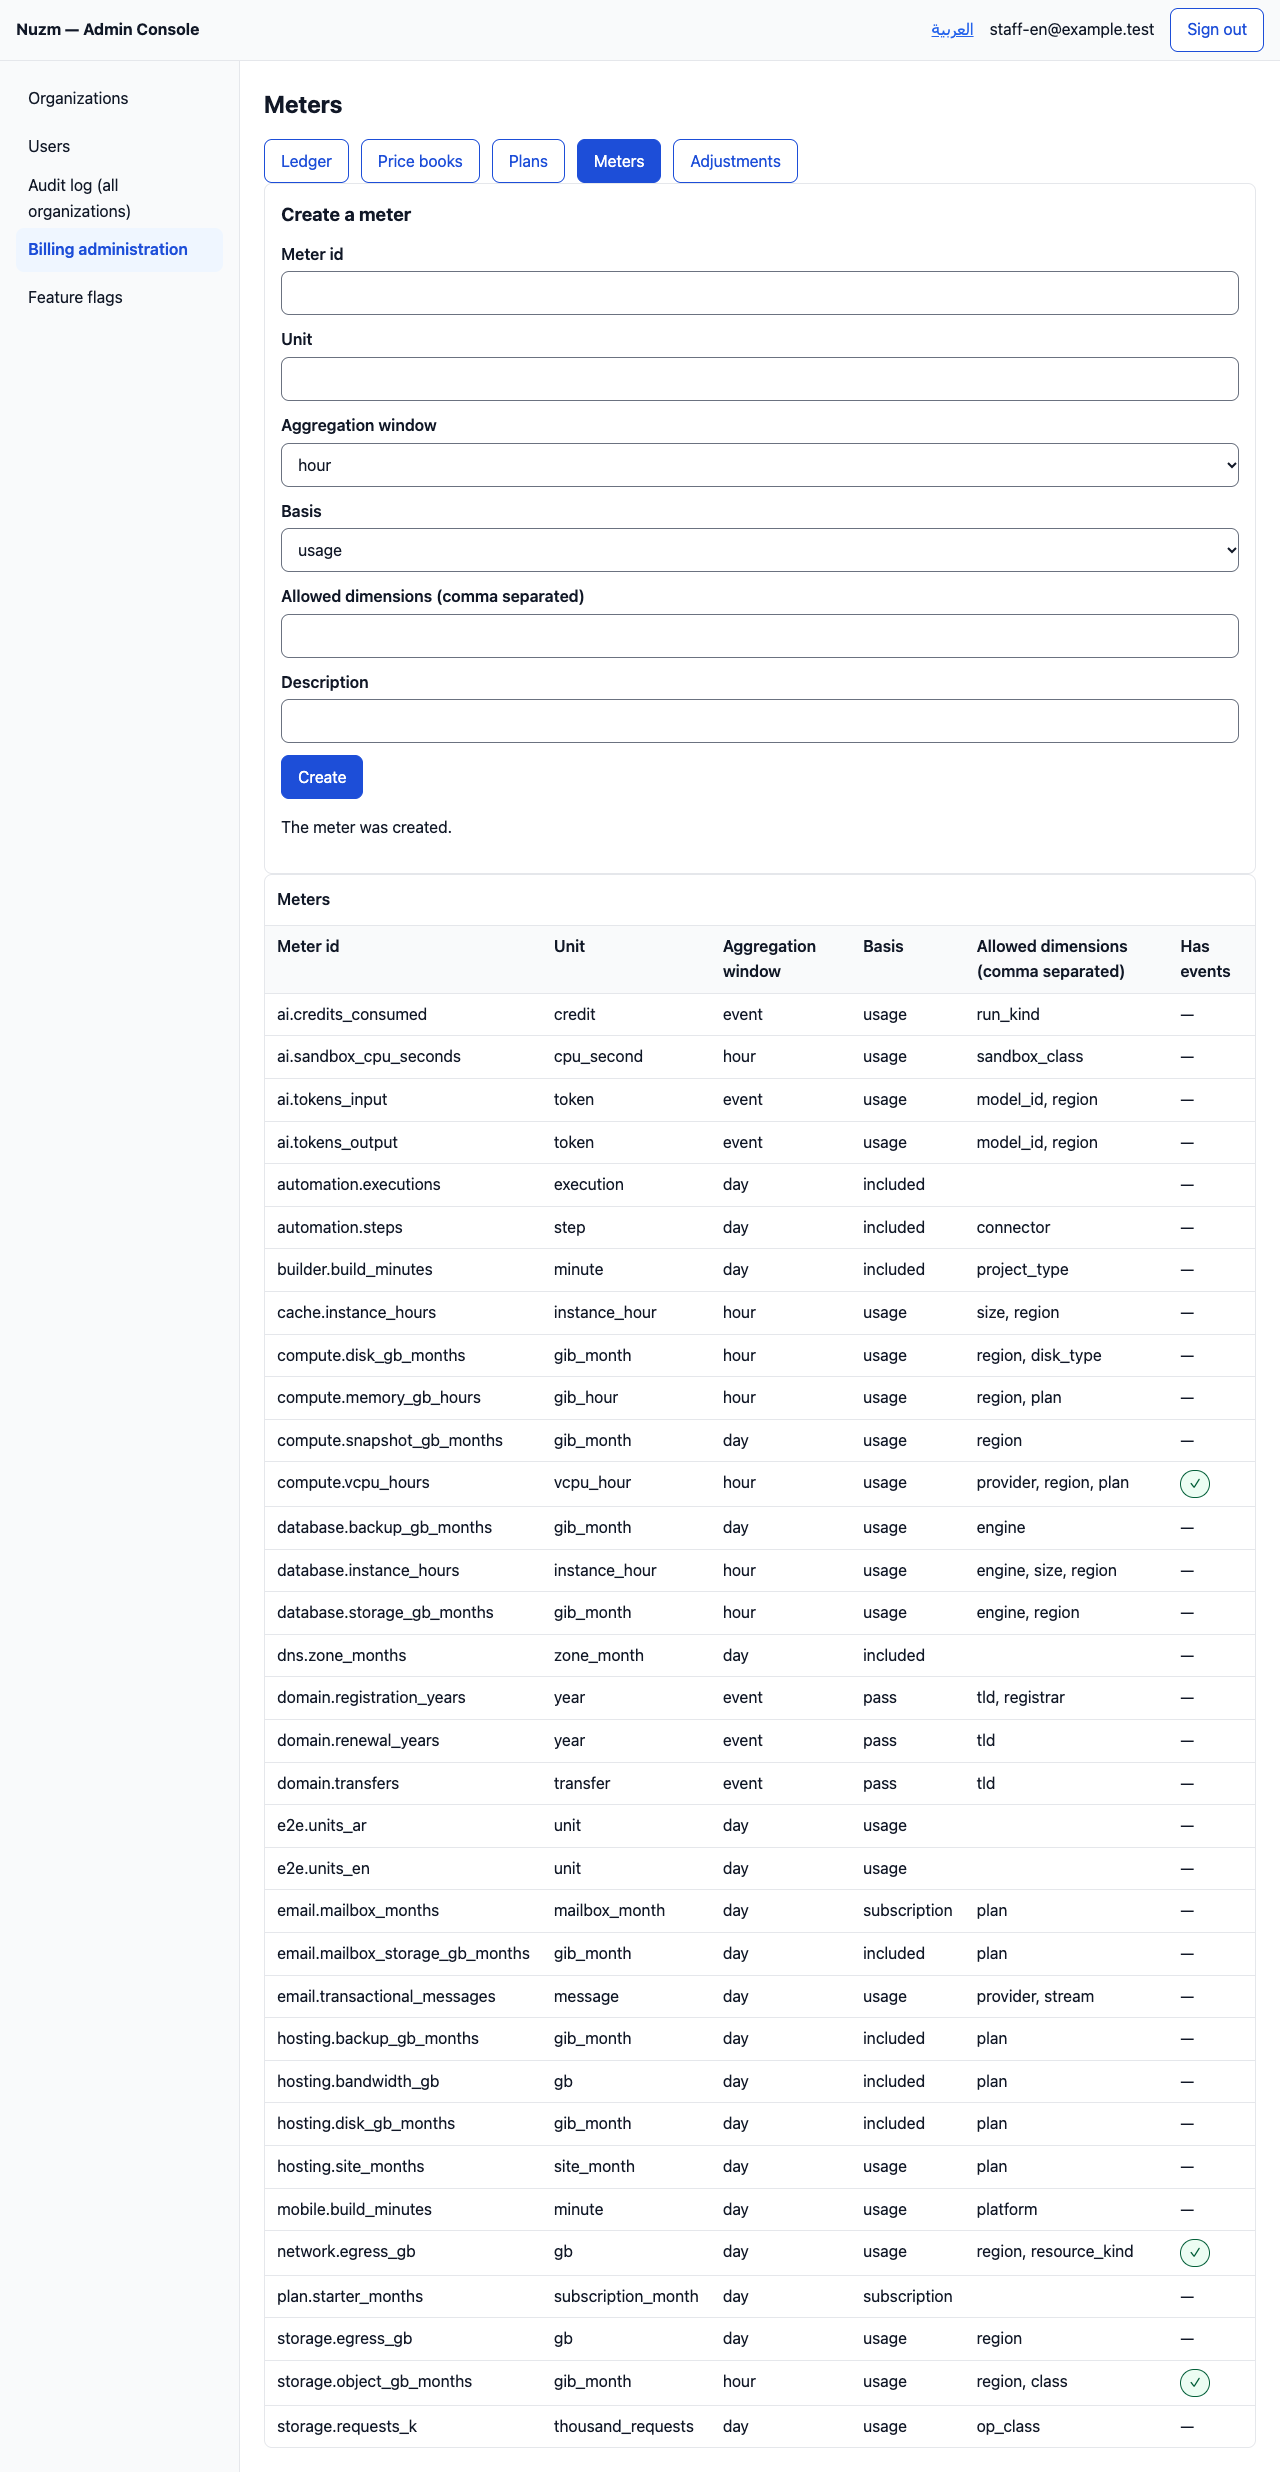 Nuzm — Admin Console
العربية
staff-en@example.test
Sign out
Organizations
Users
Audit log (all
organizations)
Billing administration
Feature flags
Meters
Ledger
Price books
Plans
Meters
Adjustments
Create a meter
Meter id
Unit
Aggregation window
hour
Basis
usage
Allowed dimensions (comma separated)
Description
Create
The meter was created.
Meters
Meter id Unit Aggregation window Basis Allowed dimensions (comma separated) Has events
ai.credits_consumed credit event usage run_kind —
ai.sandbox_cpu_seconds cpu_second hour usage sandbox_class —
ai.tokens_input token event usage model_id, region —
ai.tokens_output token event usage model_id, region —
automation.executions execution day included —
automation.steps step day included connector —
builder.build_minutes minute day included project_type —
cache.instance_hours instance_hour hour usage size, region —
compute.disk_gb_months gib_month hour usage region, disk_type —
compute.memory_gb_hours gib_hour hour usage region, plan —
compute.snapshot_gb_months gib_month day usage region —
compute.vcpu_hours vcpu_hour hour usage provider, region, plan ✓
database.backup_gb_months gib_month day usage engine —
database.instance_hours instance_hour hour usage engine, size, region —
database.storage_gb_months gib_month hour usage engine, region —
dns.zone_months zone_month day included —
domain.registration_years year event pass tld, registrar —
domain.renewal_years year event pass tld —
domain.transfers transfer event pass tld —
e2e.units_ar unit day usage —
e2e.units_en unit day usage —
email.mailbox_months mailbox_month day subscription plan —
email.mailbox_storage_gb_months gib_month day included plan —
email.transactional_messages message day usage provider, stream —
hosting.backup_gb_months gib_month day included plan —
hosting.bandwidth_gb gb day included plan —
hosting.disk_gb_months gib_month day included plan —
hosting.site_months site_month day usage plan —
mobile.build_minutes minute day usage platform —
network.egress_gb gb day usage region, resource_kind ✓
plan.starter_months subscription_month day subscription —
storage.egress_gb gb day usage region —
storage.object_gb_months gib_month hour usage region, class ✓
storage.requests_k thousand_requests day usage op_class —